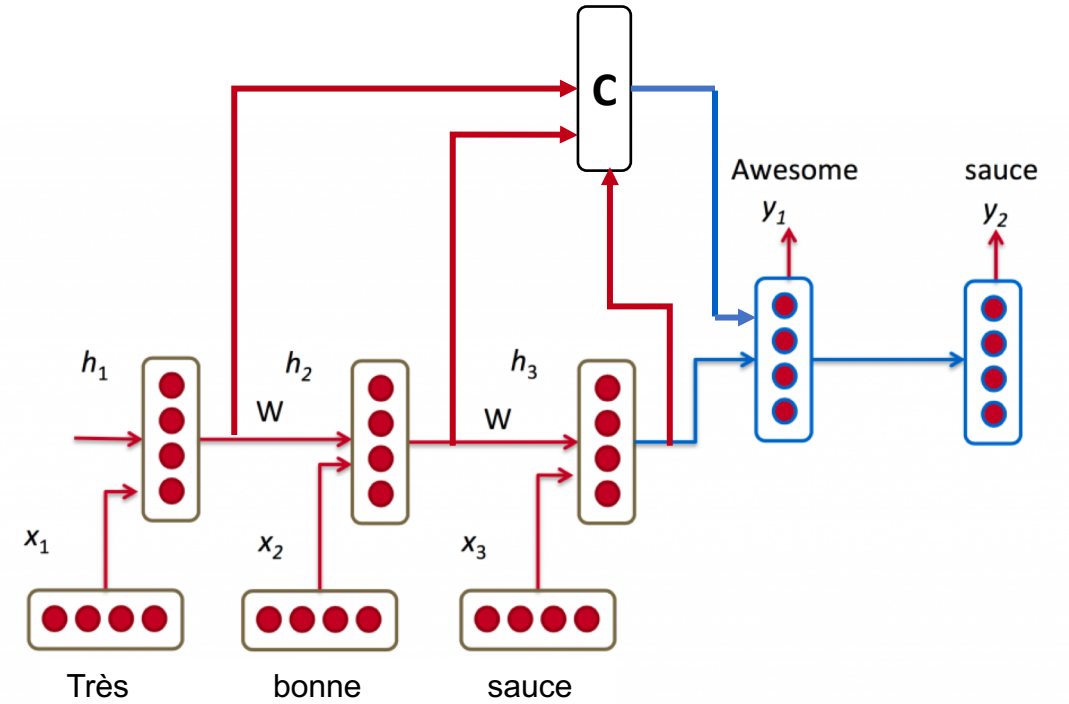 C
Awesome sauce
y1 y2
h1 h2 h3
W W
x1 x2 x3
Très bonne sauce